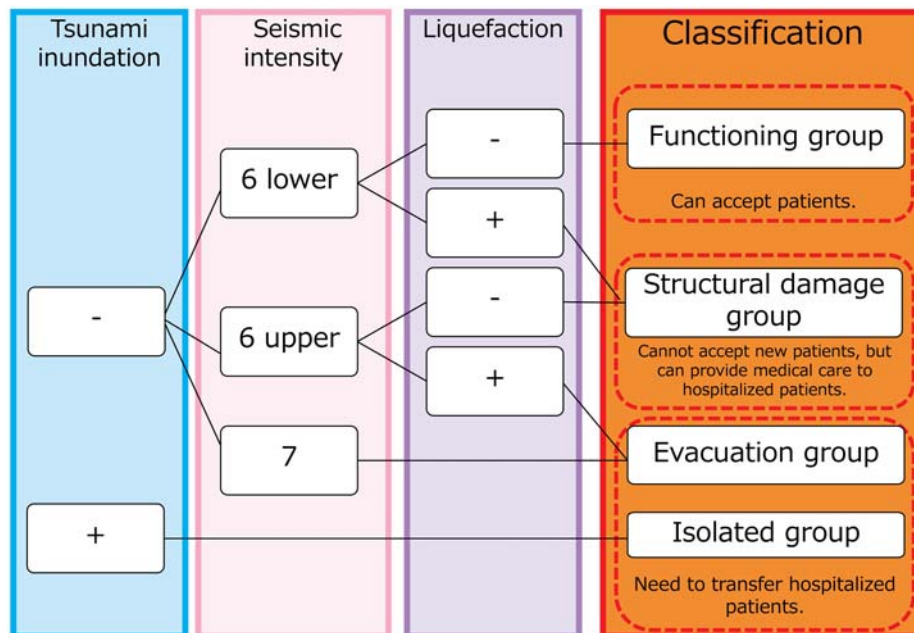 Tsunami
inundation
Seismic
intensity
Liquefaction
Classification
-
+
6 lower
6 upper
7
-
+
-
+
Functioning group
Can accept patients.
Structural damage
group
Cannot accept new patients, but
can provide medical care to
hospitalized patients.
Evacuation group
Isolated group
Need to transfer hospitalized
patients.